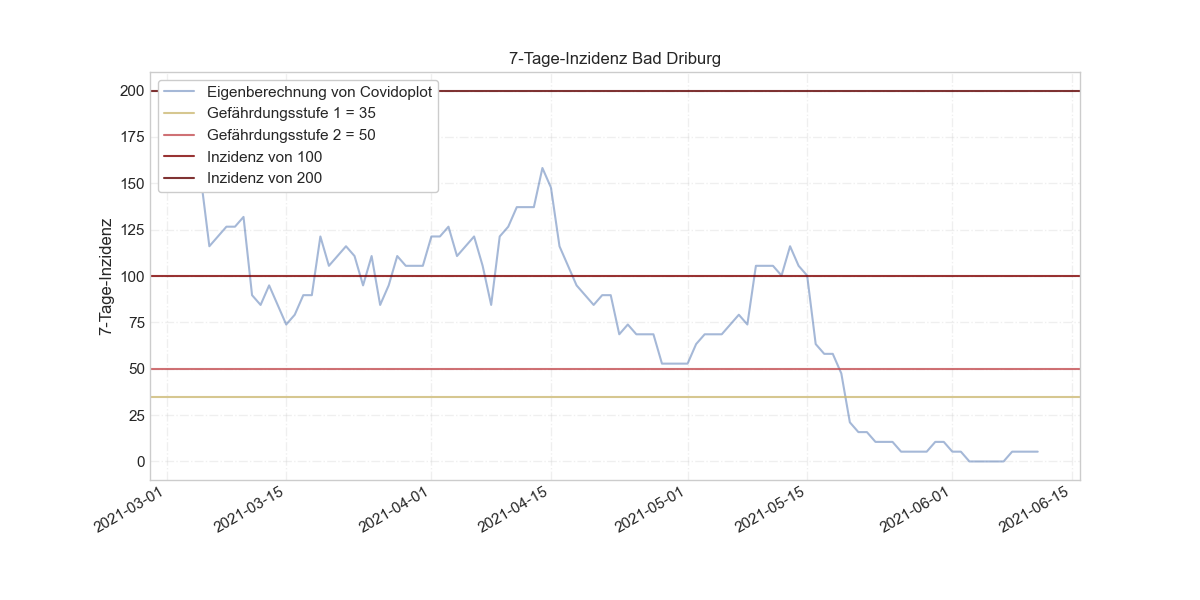 7-Tage-Inzidenz Bad Driburg
Eigenberechnung von Covidoplot
Gefährdungsstufe 1 = 35
Gefährdungsstufe 2 = 50
Inzidenz von 100
Inzidenz von 200
7-Tage-Inzidenz
200
175
150
125
100
75
50
25
0
2021-03-01
2021-03-15
2021-04-01
2021-04-15
2021-05-01
2021-05-15
2021-06-01
2021-06-15